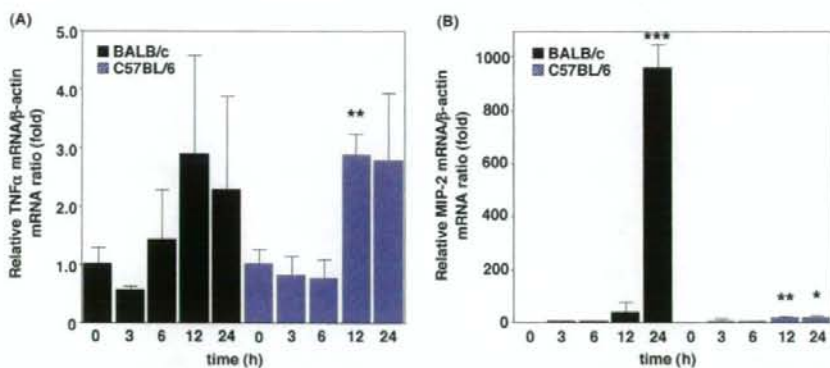 (A)
Relative TNFα mRNA/β-actin
mRNA ratio (fold)
5.0
4.0
3.0
2.0
1.0
0
BALB/c
C57BL/6
**
0 3 6 12 24 0 3 6 12 24
time (h)
(B)
Relative MIP-2 mRNA/β-actin
mRNA ratio (fold)
1000
800
600
400
200
0
BALB/c
C57BL/6
***
** *
0 3 6 12 24 0 3 6 12 24
time (h)